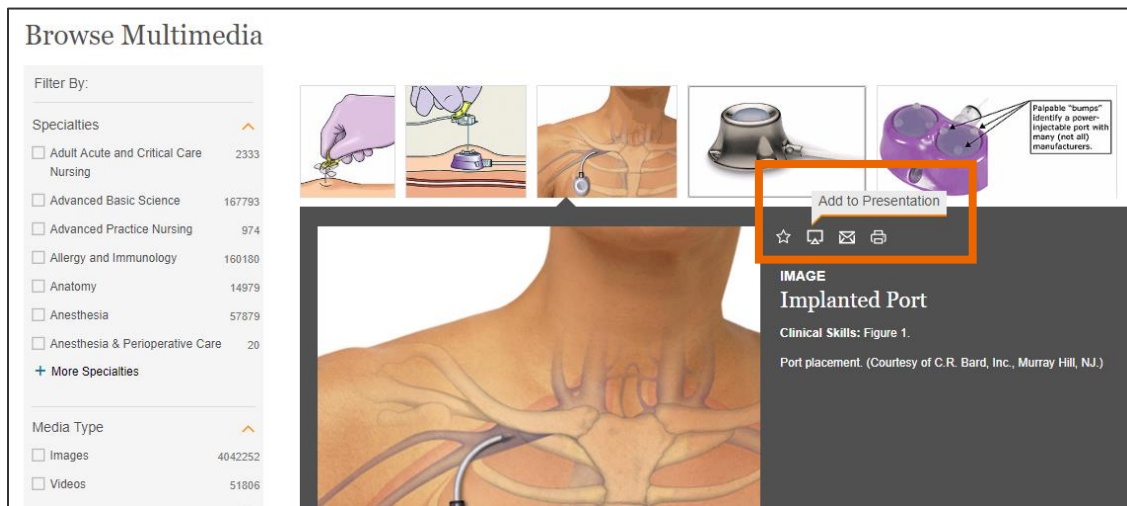 Browse Multimedia
Filter By:
Specialties
Adult Acute and Critical Care 2333
Nursing
Advanced Basic Science 167793
Advanced Practice Nursing 974
Allergy and Immunology 160180
Anatomy 14979
Anesthesia 57879
Anesthesia & Perioperative Care 20
+ More Specialties
Media Type
Images 4042252
Videos 51806
Palpable "bumps"
identify a power-
injectable port with
many (not all)
manufacturers.
Add to Presentation
IMAGE
Implanted Port
Clinical Skills: Figure 1.
Port placement. (Courtesy of C.R. Bard, Inc., Murray Hill, NJ.)